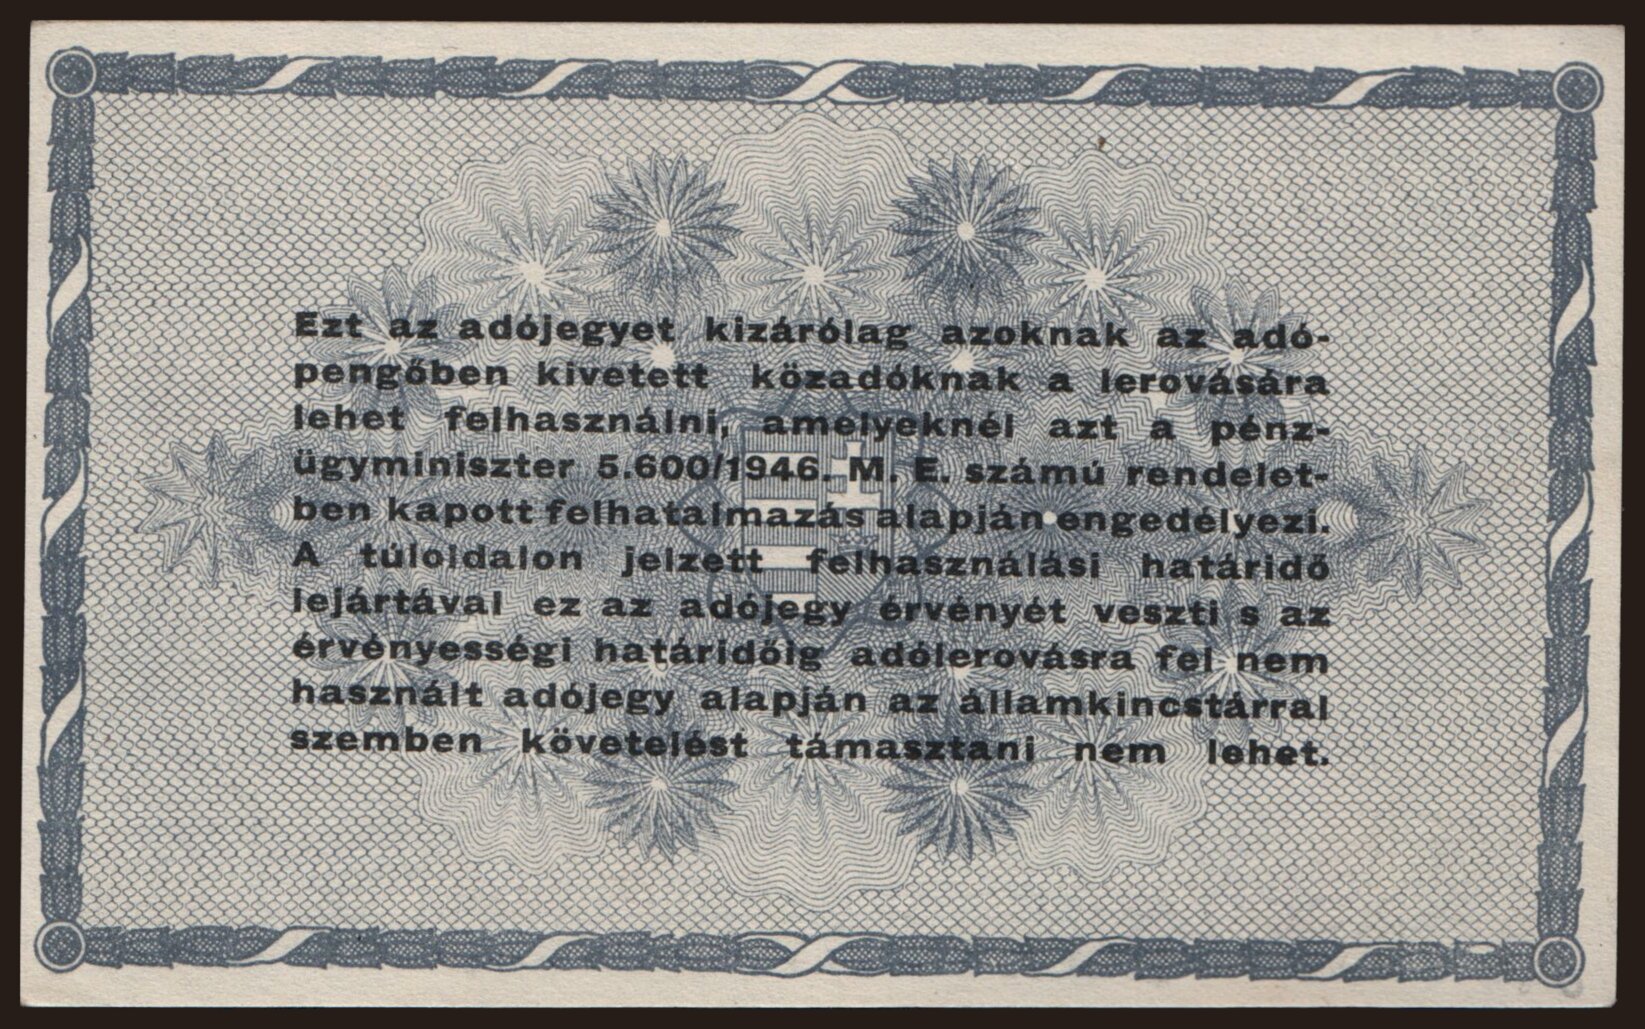 Ezt az adójegyet kizárólag azoknak az adó-
pengőben kivetett közadóknak a lerovására
lehet felhasználni, amelyeknél azt a pénz-
ügyminiszter 5.600/1946. M. E. számú rendelet-
ben kapott felhatalmazás alapján engedélyezi.
A túloldalon jelzett felhasználási határidő
lejártával ez az adójegy érvényét veszti s az
érvényességi határidőig adólerovásra fel nem
használt adójegy alapján az államkincstárral
szemben követelést támasztani nem lehet.